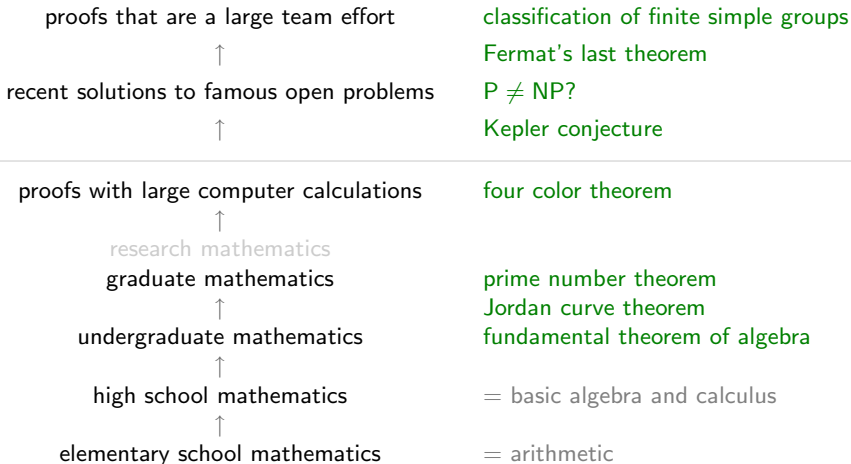 proofs that are a large team effort classification of finite simple groups
↑ Fermat's last theorem
recent solutions to famous open problems P ≠ NP?
↑ Kepler conjecture
proofs with large computer calculations four color theorem
↑
research mathematics
graduate mathematics prime number theorem
↑ Jordan curve theorem
undergraduate mathematics fundamental theorem of algebra
↑
high school mathematics = basic algebra and calculus
↑
elementary school mathematics = arithmetic